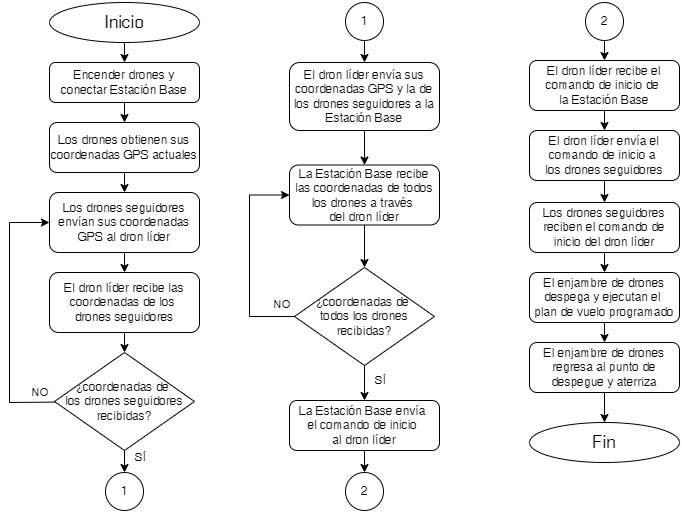 Inicio
Encender drones y
conectar Estación Base
Los drones obtienen sus
coordenadas GPS actuales
Los drones seguidores
envían sus coordenadas
GPS al dron líder
El dron líder recibe las
coordenadas de los
drones seguidores
¿coordenadas de
los drones seguidores
recibidas?
NO
SÍ
1
1
El dron líder envía sus
coordenadas GPS y la de
los drones seguidores a la
Estación Base
La Estación Base recibe
las coordenadas de todos
los drones a través
del dron líder
¿coordenadas de
todos los drones
recibidas?
NO
SÍ
La Estación Base envía
el comando de inicio
al dron líder
2
2
El dron líder recibe el
comando de inicio de
la Estación Base
El dron líder envía el
comando de inicio a
los drones seguidores
Los drones seguidores
reciben el comando de
inicio del dron líder
El enjambre de drones
despega y ejecutan el
plan de vuelo programado
El enjambre de drones
regresa al punto de
despegue y aterriza
Fin